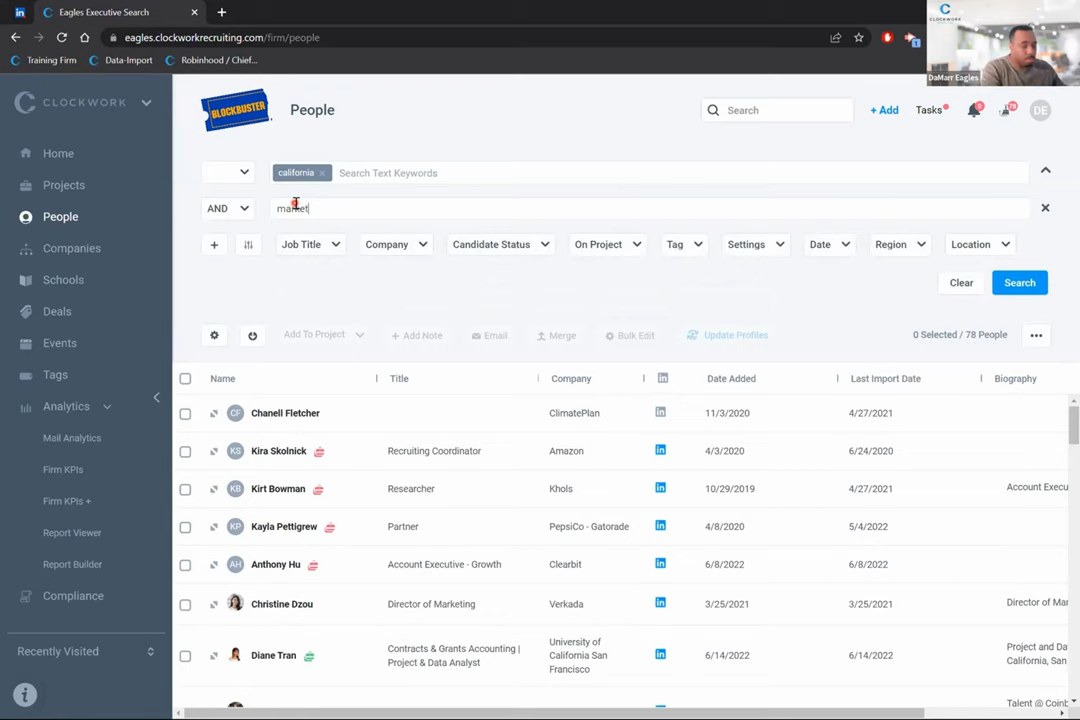 Eagles Executive Search
eagles.clockworkrecruiting.com/firm/people
Training Firm
Data-Import
Robinhood / Chief...
CLOCKWORK
DaMarr Eagles
1
CLOCKWORK
BLOCKBUSTER
People
Search
+ Add
Tasks
DE
Home
Projects
People
Companies
Schools
Deals
Events
Tags
Analytics
Mail Analytics
Firm KPIs
Firm KPIs +
Report Viewer
Report Builder
Compliance
Recently Visited
california
Search Text Keywords
AND
market
Job Title
Company
Candidate Status
On Project
Tag
Settings
Date
Region
Location
Clear
Search
Add To Project
+ Add Note
Email
Merge
Bulk Edit
Update Profiles
0 Selected / 78 People
Name Title Company Date Added Last Import Date Biography
CF Chanell Fletcher ClimatePlan 11/3/2020 4/27/2021
KS Kira Skolnick Recruiting Coordinator Amazon 4/3/2020 6/24/2020
KB Kirt Bowman Researcher Khols 10/29/2019 4/27/2021 Account Execu
KP Kayla Pettigrew Partner PepsiCo - Gatorade 4/8/2020 5/4/2022
AH Anthony Hu Account Executive - Growth Clearbit 6/8/2022 6/8/2022
Christine Dzou Director of Marketing Verkada 3/25/2021 3/25/2021 Director of Mar
Diane Tran Contracts & Grants Accounting |
Project & Data Analyst
University of
California San
Francisco
6/14/2022 6/14/2022 Project and Da
California, San
Talent @ Coinb